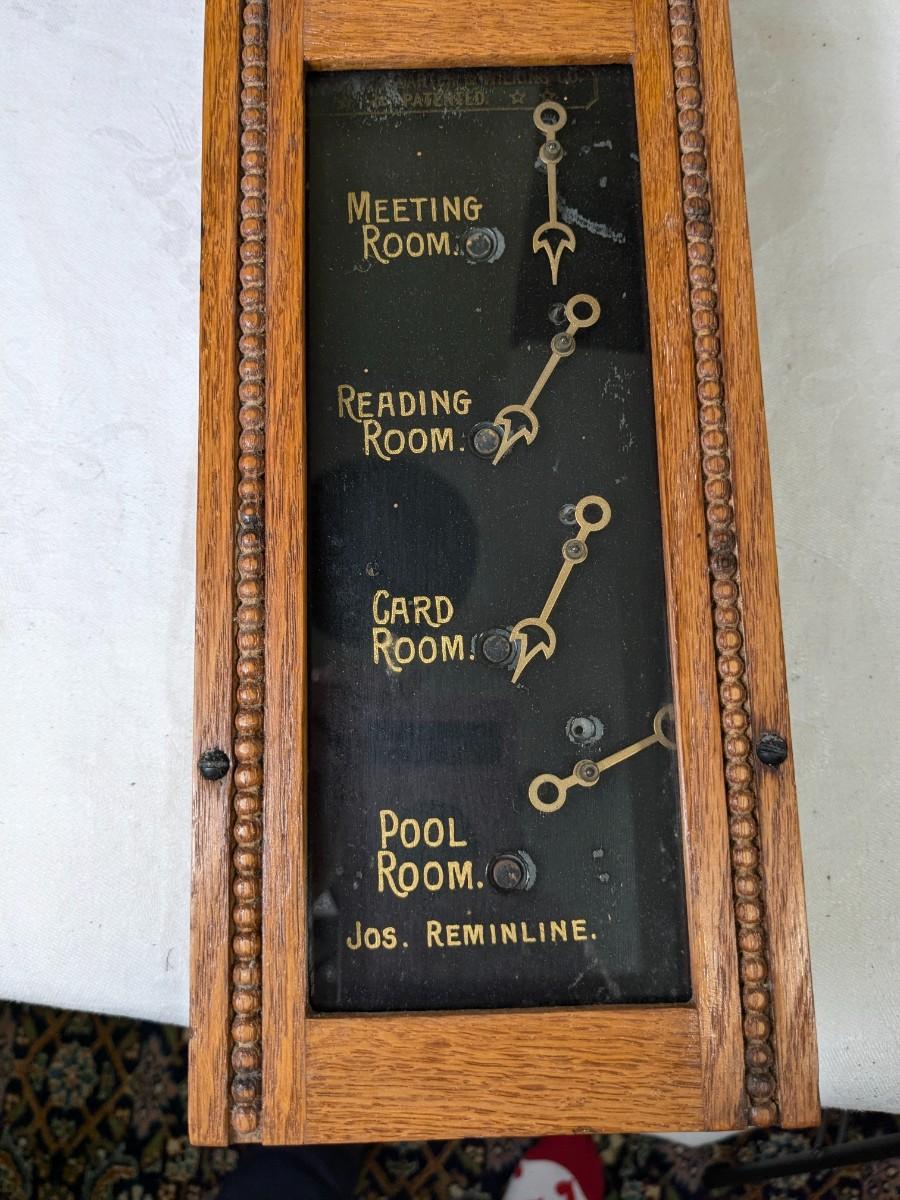 PATENTED.
MEETING
ROOM.
READING
ROOM.
CARD
ROOM.
POOL
ROOM.
JOS. REMINLINE.